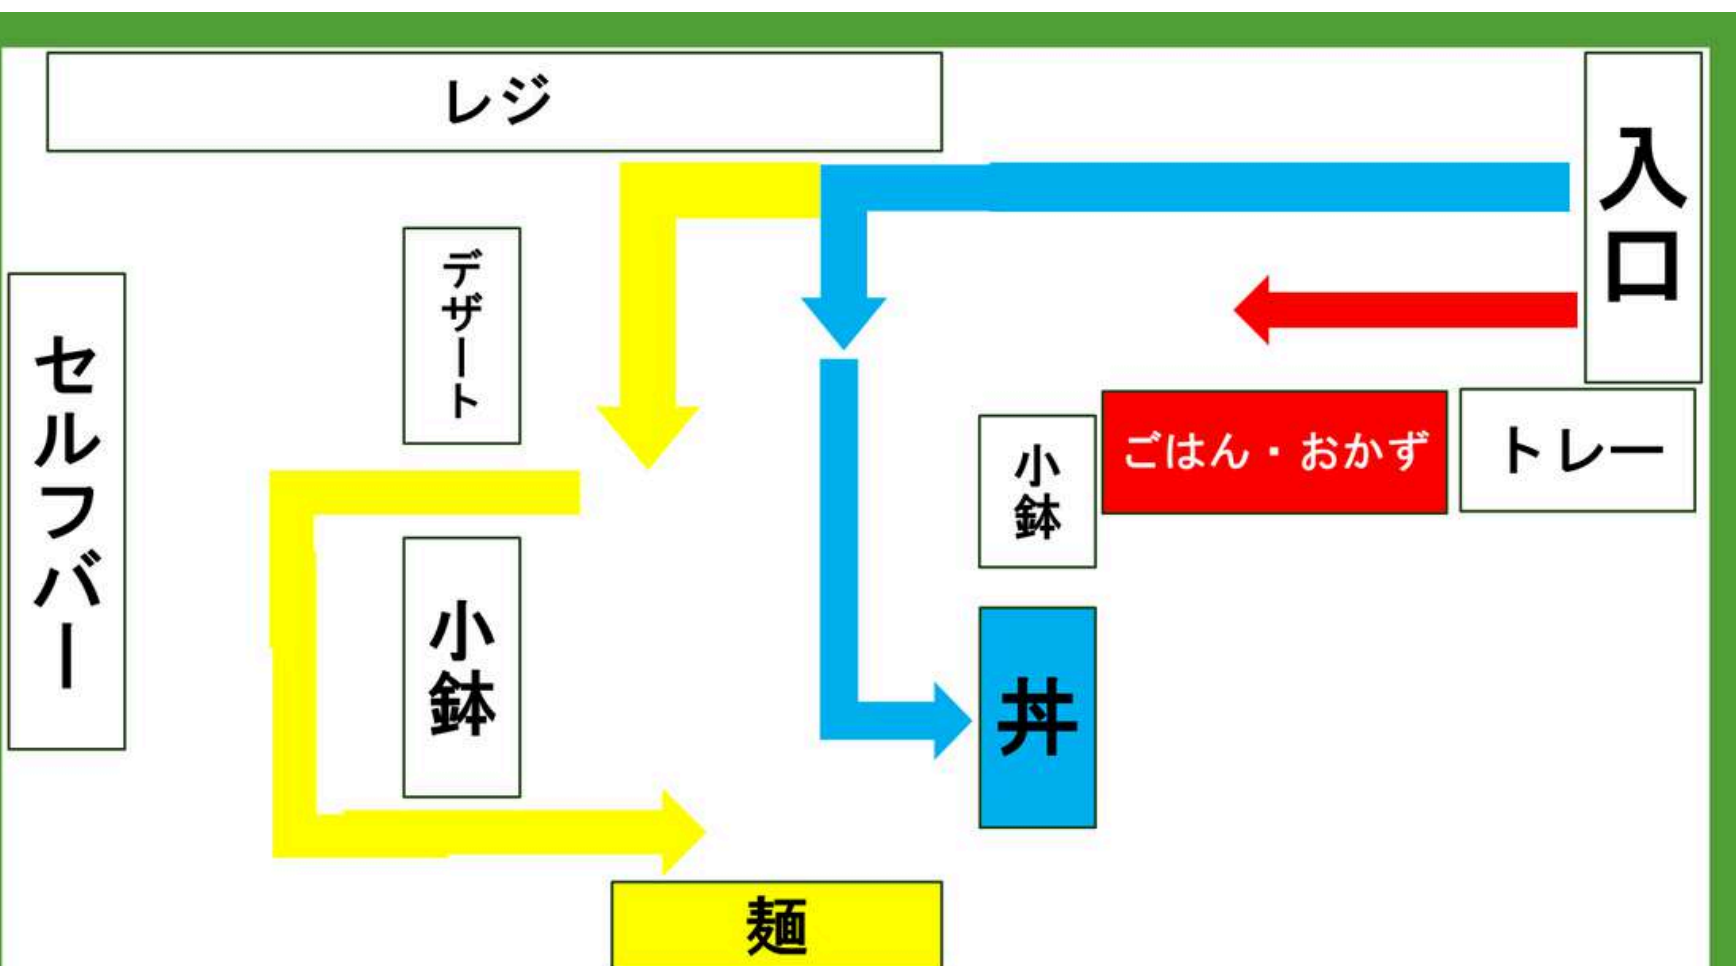 レジ
入口
デザート
セルフバー
小鉢
ごはん・おかず
トレー
小鉢
丼
麺